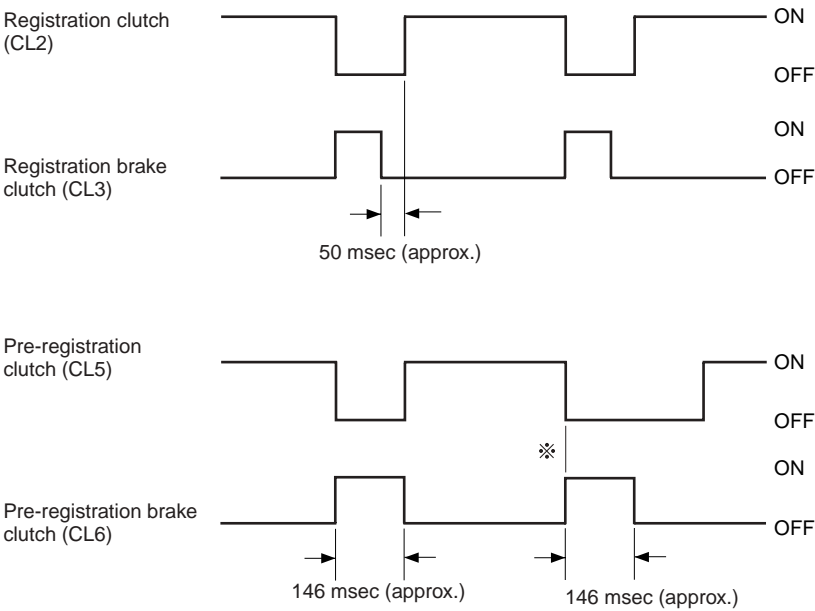 Registration clutch
(CL2)
ON
OFF
ON
Registration brake
clutch (CL3)
OFF
50 msec (approx.)
Pre-registration
clutch (CL5)
ON
OFF
※
ON
Pre-registration brake
clutch (CL6)
OFF
146 msec (approx.)
146 msec (approx.)